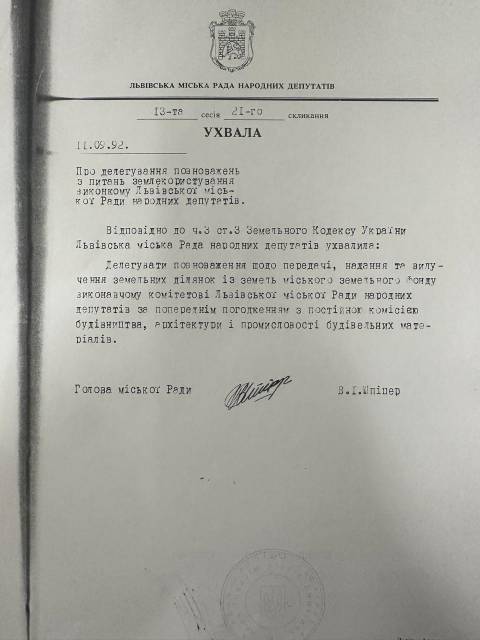 ЛЬВІВСЬКА МІСЬКА РАДА НАРОДНИХ ДЕПУТАТІВ
13-та сесія 21-го скликання
УХВАЛА
11.09.92.
Про делегування повноважень
з питань землекористування
виконкому Львівської місь-
кої Ради народних депутатів.
Відповідно до ч.3 ст.3 Земельного Кодексу України
Львівська міська Рада народних депутатів ухвалила:
Делегувати повноваження щодо передачі, надання та вилу-
чення земельних ділянок із земель міського земельного Фонду
виконавчому комітетові Львівської міської Ради народних
депутатів за попереднім погодженням з постійною комісією
будівництва, архітектури і промисловості будівельних мате-
ріалів.
Голова міської Ради В.І.Шпіцер